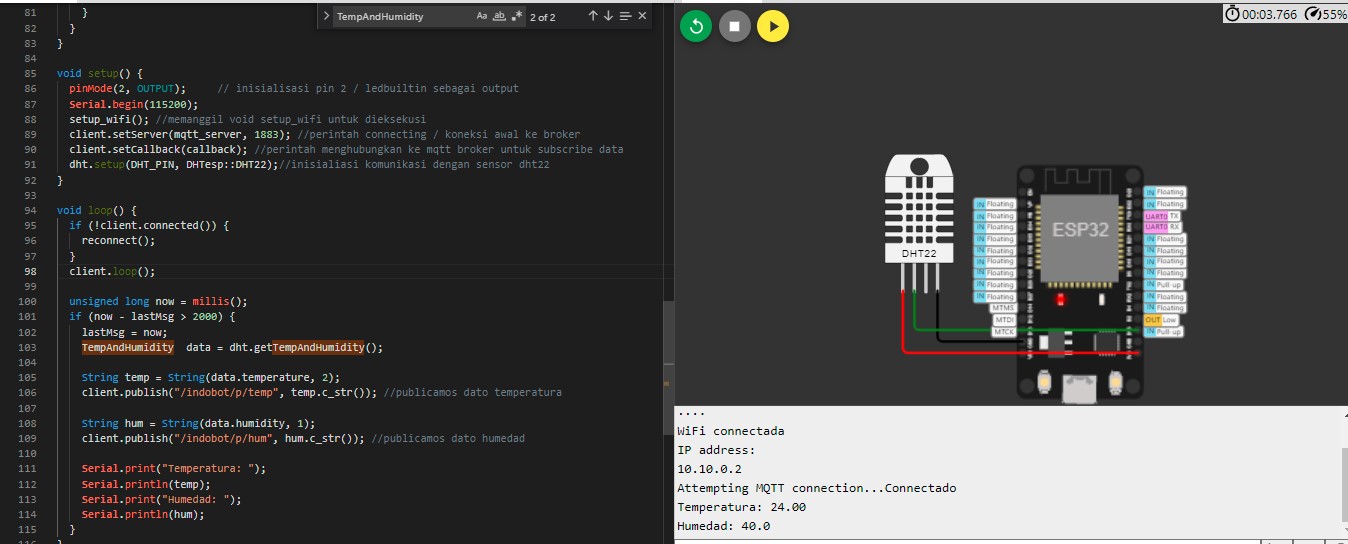 TempAndHumidity
Aa ab .* 2 of 2
00:03.766 55%
81 }
82 }
83 }
84
85 void setup() {
86 pinMode(2, OUTPUT); // inisialisasi pin 2 / ledbuiltin sebagai output
87 Serial.begin(115200);
88 setup_wifi(); //memanggil void setup_wifi untuk dieksekusi
89 client.setServer(mqtt_server, 1883); //perintah connecting / koneksi awal ke broker
90 client.setCallback(callback); //perintah menghubungkan ke mqtt broker untuk subscribe data
91 dht.setup(DHT_PIN, DHTesp::DHT22);//inisialiasi komunikasi dengan sensor dht22
92 }
93
94 void loop() {
95 if (!client.connected()) {
96 reconnect();
97 }
98 client.loop();
99
100 unsigned long now = millis();
101 if (now - lastMsg > 2000) {
102 lastMsg = now;
103 TempAndHumidity data = dht.getTempAndHumidity();
104
105 String temp = String(data.temperature, 2);
106 client.publish("/indobot/p/temp", temp.c_str()); //publicamos dato temperatura
107
108 String hum = String(data.humidity, 1);
109 client.publish("/indobot/p/hum", hum.c_str()); //publicamos dato humedad
110
111 Serial.print("Temperatura: ");
112 Serial.println(temp);
113 Serial.print("Humedad: ");
114 Serial.println(hum);
115 }
116 }
DHT22
IN Floating
IN Floating
IN Floating
IN Floating
IN Floating
IN Floating
IN Floating
IN Floating
IN Floating
MTMS
MTDI
MTCK
ESP32
IN Floating
IN Floating
UART0 TX
UART0 RX
IN Floating
IN Floating
IN Floating
IN Floating
IN Pull-up
IN Floating
IN Floating
OUT Low
IN Pull-up
....
WiFi connectada
IP address:
10.10.0.2
Attempting MQTT connection...Connectado
Temperatura: 24.00
Humedad: 40.0